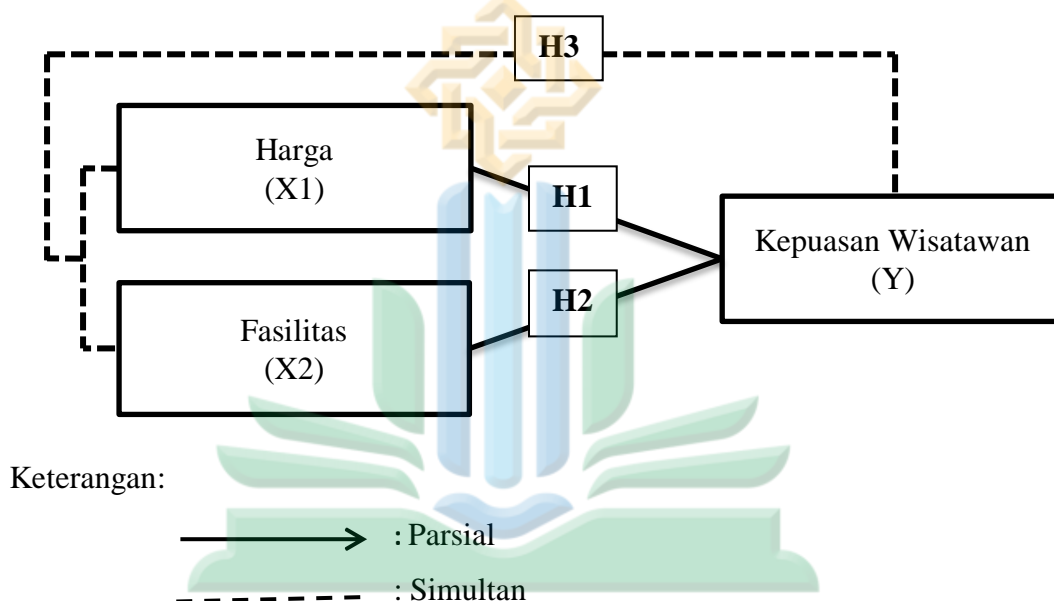 H3
Harga
(X1)
H1
Kepuasan Wisatawan
(Y)
H2
Fasilitas
(X2)
Keterangan:
: Parsial
: Simultan